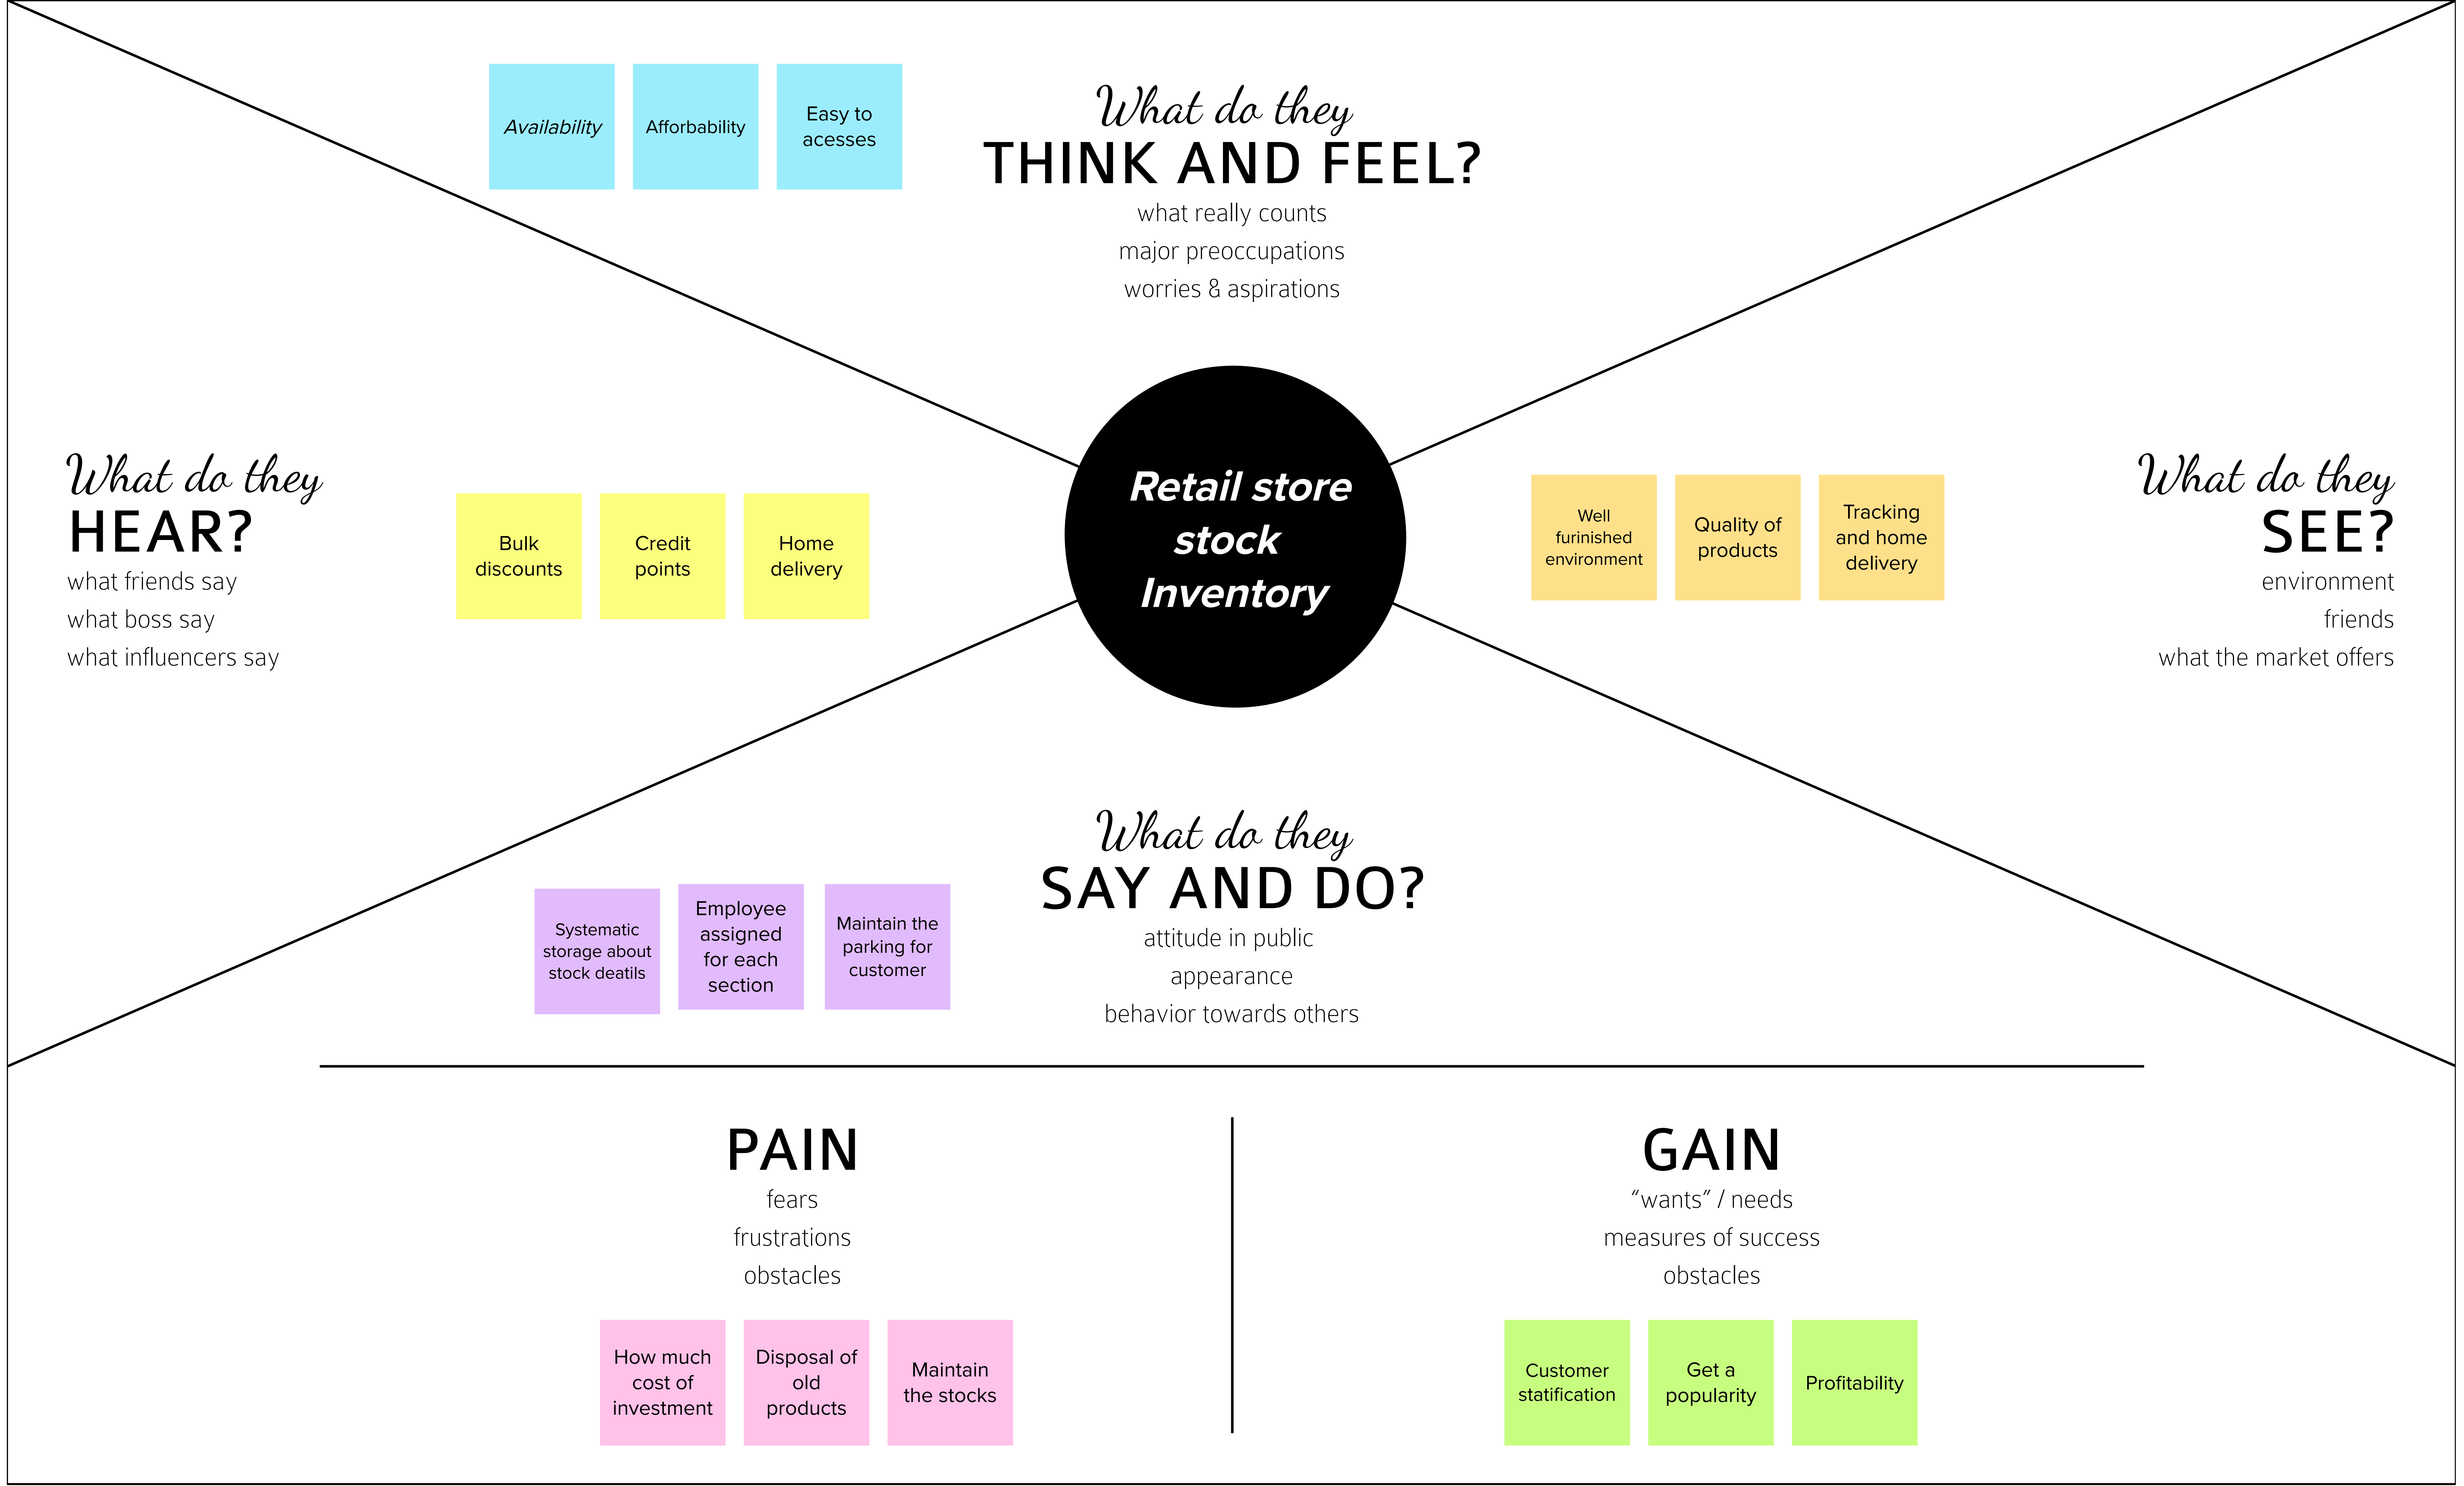 Availability
Afforbability
Easy to
acesses
What do they
THINK AND FEEL?
what really counts
major preoccupations
worries & aspirations
What do they
HEAR?
what friends say
what boss say
what influencers say
Bulk
discounts
Credit
points
Home
delivery
Retail store
stock
Inventory
Well
furinished
environment
Quality of
products
Tracking
and home
delivery
What do they
SEE?
environment
friends
what the market offers
What do they
SAY AND DO?
attitude in public
appearance
behavior towards others
Systematic
storage about
stock deatils
Employee
assigned
for each
section
Maintain the
parking for
customer
PAIN
fears
frustrations
obstacles
How much
cost of
investment
Disposal of
old
products
Maintain
the stocks
GAIN
“wants” / needs
measures of success
obstacles
Customer
statification
Get a
popularity
Profitability